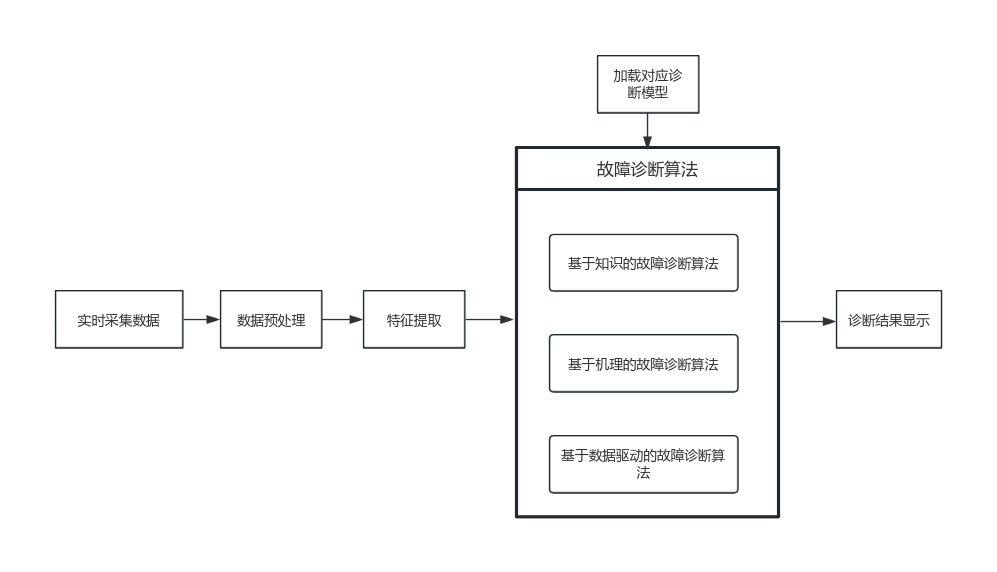 加载对应诊
断模型
故障诊断算法
基于知识的故障诊断算法
实时采集数据
数据预处理
特征提取
诊断结果显示
基于机理的故障诊断算法
基于数据驱动的故障诊断算
法